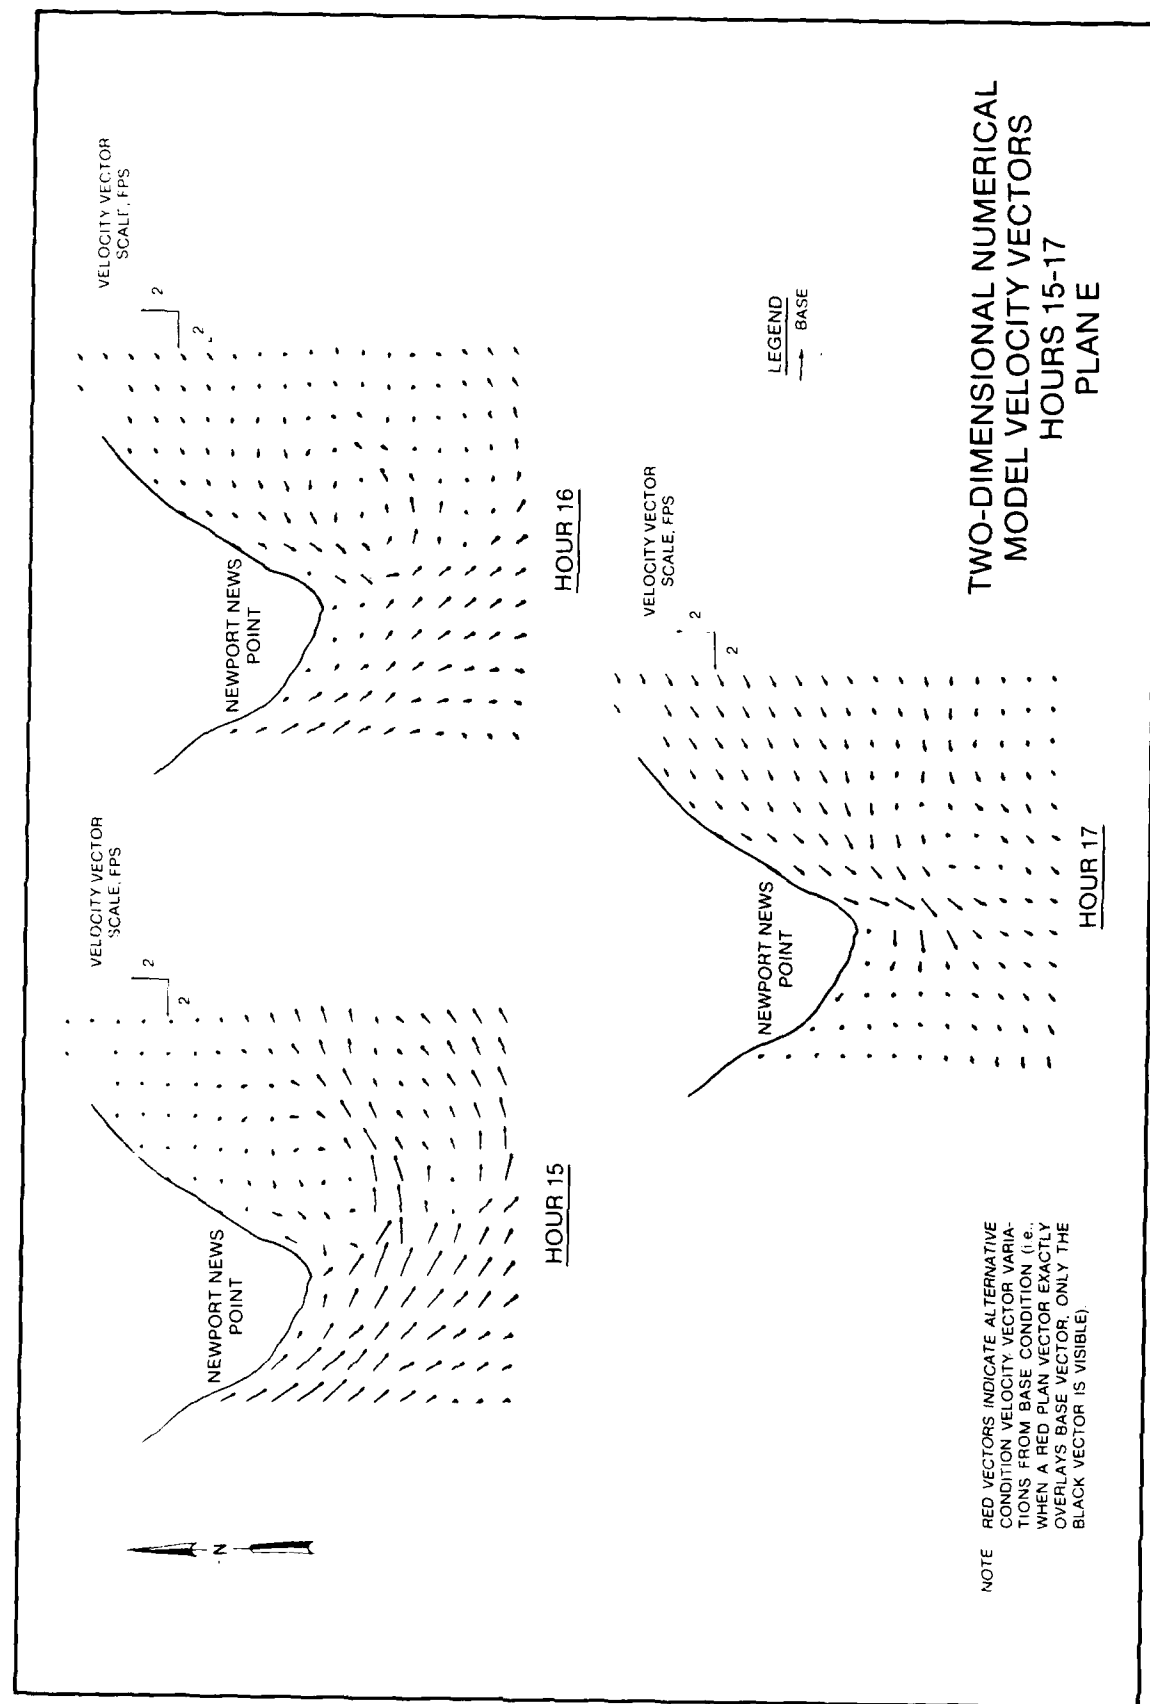 VELOCITY VECTOR
SCALE, FPS
2
2
NEWPORT NEWS
POINT
HOUR 15
VELOCITY VECTOR
SCALE, FPS
2
2
NEWPORT NEWS
POINT
HOUR 16
VELOCITY VECTOR
SCALE, FPS
2
2
NEWPORT NEWS
POINT
HOUR 17
N
LEGEND
BASE
NOTE RED VECTORS INDICATE ALTERNATIVE
CONDITION VELOCITY VECTOR VARIA-
TIONS FROM BASE CONDITION (i.e.,
WHEN A RED PLAN VECTOR EXACTLY
OVERLAYS BASE VECTOR, ONLY THE
BLACK VECTOR IS VISIBLE).
TWO-DIMENSIONAL NUMERICAL
MODEL VELOCITY VECTORS
HOURS 15-17
PLAN E